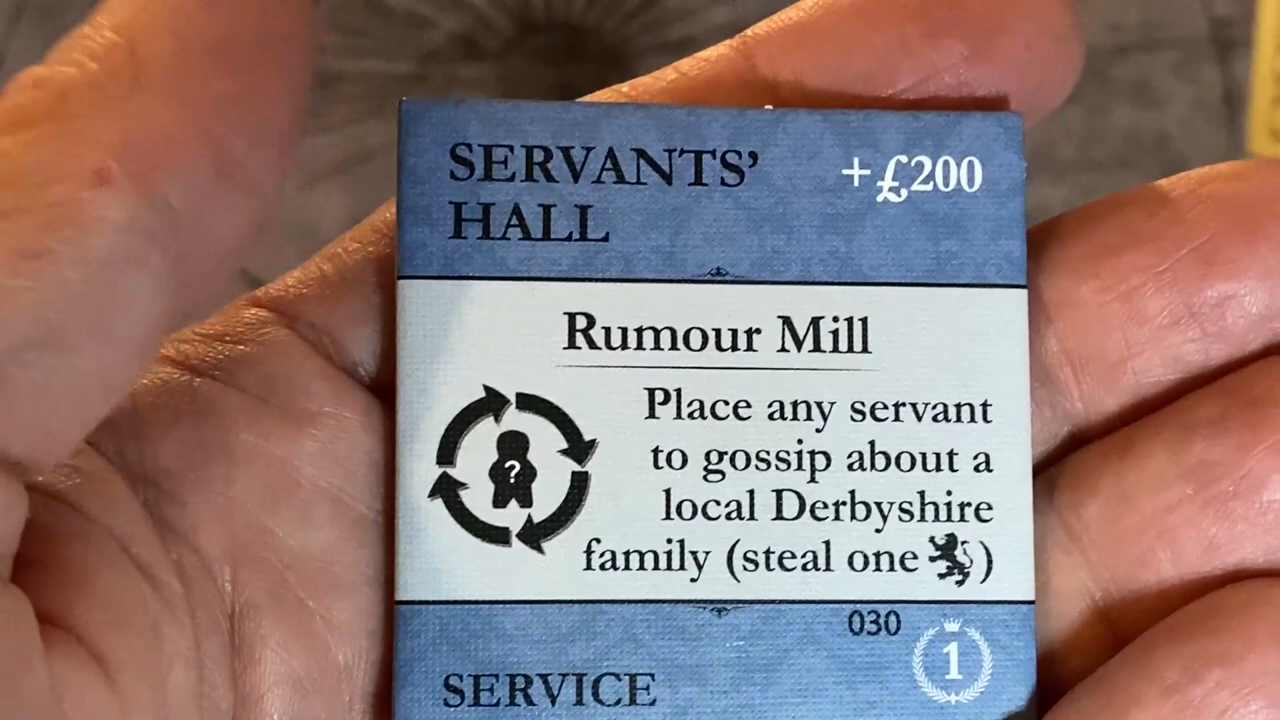 SERVANTS’ +£200
HALL
Rumour Mill
?
Place any servant
to gossip about a
local Derbyshire
family (steal one )
030
1
SERVICE